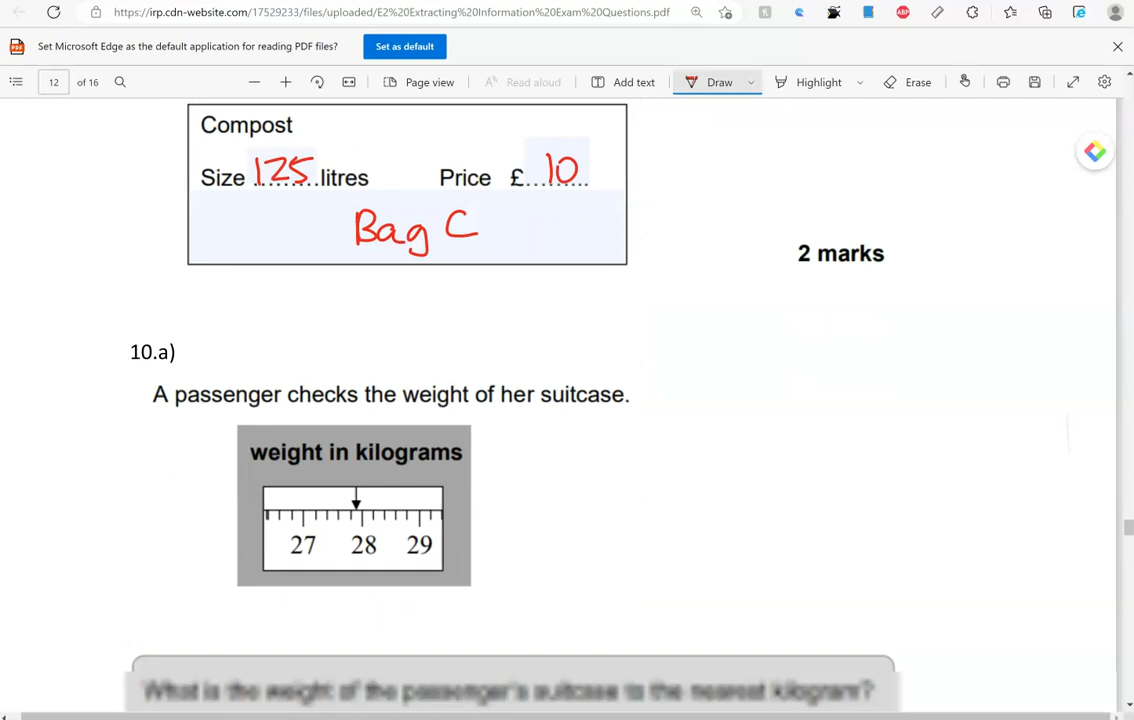 https://irp.cdn-website.com/17529233/files/uploaded/E2%20Extracting%20Information%20Exam%20Questions.pdf
Set Microsoft Edge as the default application for reading PDF files? Set as default
12 of 16 Page view Read aloud Add text Draw Highlight Erase
Compost
Size 125 litres Price £ 10
Bag C
2 marks
10.a)
A passenger checks the weight of her suitcase.
weight in kilograms
27 28 29
What is the weight of the passenger's suitcase to the nearest kilogram?